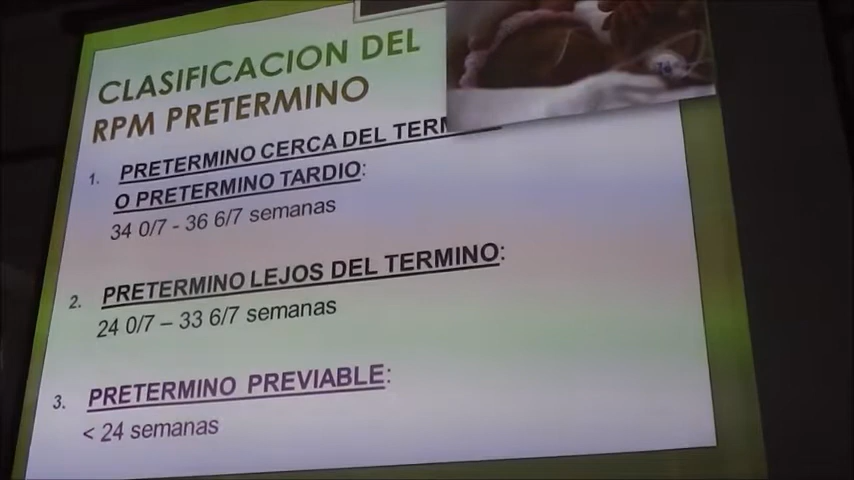 CLASIFICACION DEL
RPM PRETERMINO
1. PRETERMINO CERCA DEL
O PRETERMINO TARDIO:
34 0/7 - 36 6/7 semanas
2. PRETERMINO LEJOS DEL TERMINO:
24 0/7 – 33 6/7 semanas
3. PRETERMINO PREVIABLE:
< 24 semanas